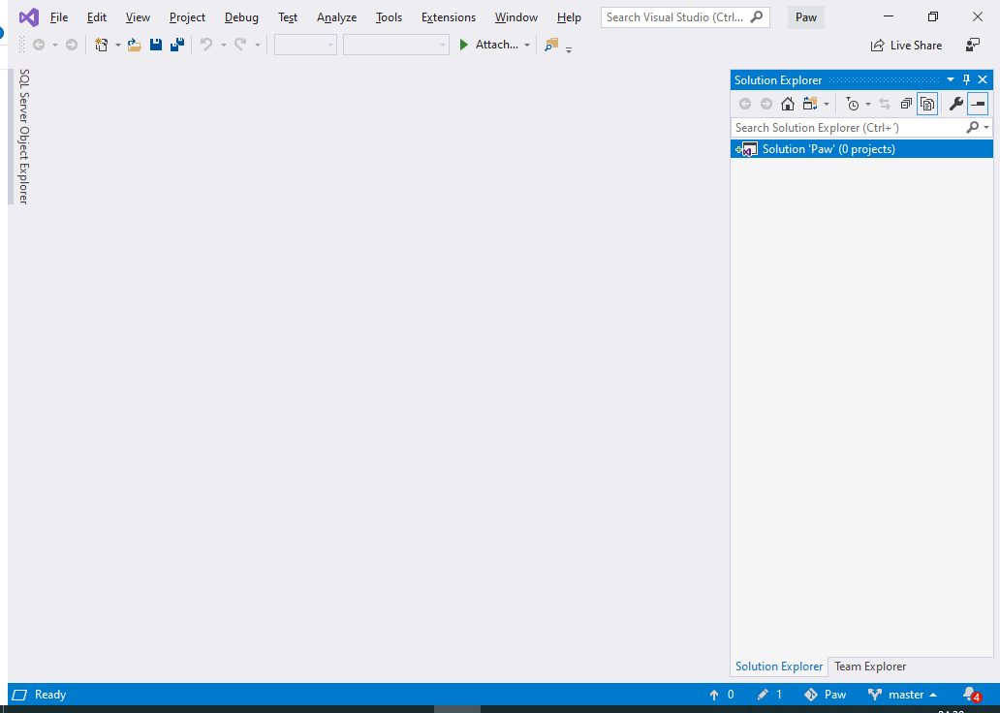 File Edit View Project Debug Test Analyze Tools Extensions Window Help Search Visual Studio (Ctrl... Paw
Attach... Live Share
SQL Server Object Explorer
Solution Explorer
Search Solution Explorer (Ctrl+´)
Solution 'Paw' (0 projects)
Solution Explorer Team Explorer
Ready 0 1 Paw master 4